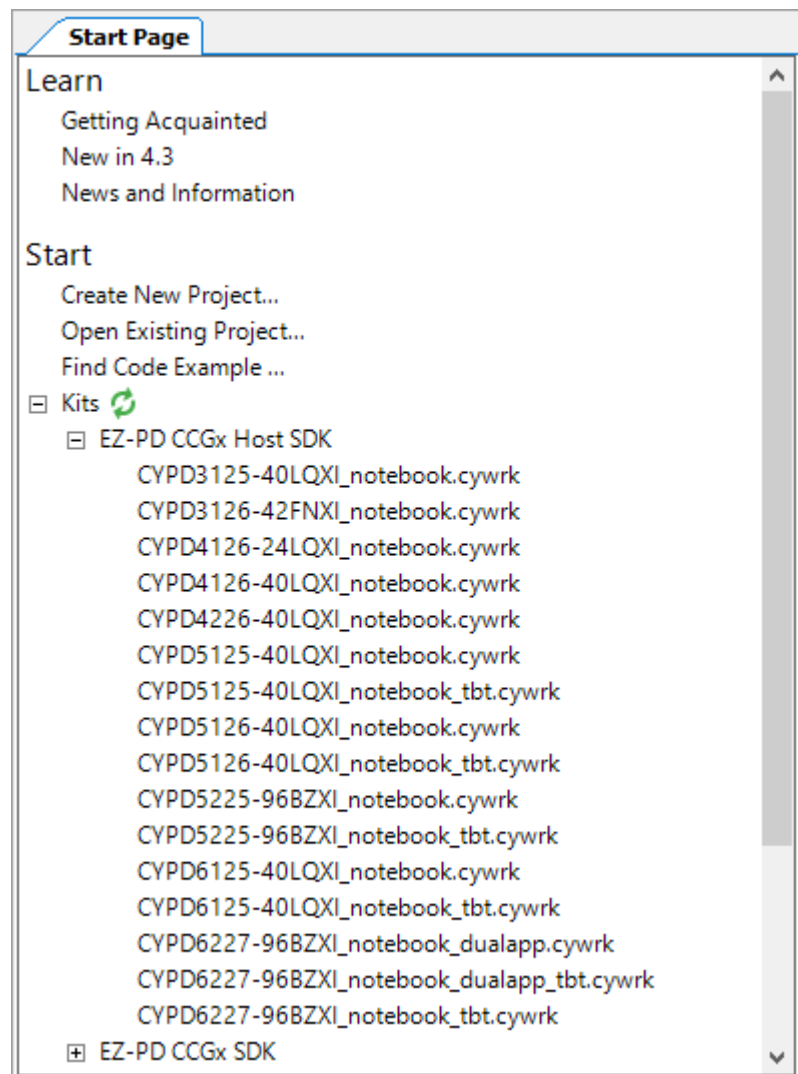 Start Page
Learn
Getting Acquainted
New in 4.3
News and Information
Start
Create New Project...
Open Existing Project...
Find Code Example ...
Kits
EZ-PD CCGx Host SDK
CYPD3125-40LQXI_notebook.cywrk
CYPD3126-42FNXI_notebook.cywrk
CYPD4126-24LQXI_notebook.cywrk
CYPD4126-40LQXI_notebook.cywrk
CYPD4226-40LQXI_notebook.cywrk
CYPD5125-40LQXI_notebook.cywrk
CYPD5125-40LQXI_notebook_tbt.cywrk
CYPD5126-40LQXI_notebook.cywrk
CYPD5126-40LQXI_notebook_tbt.cywrk
CYPD5225-96BZXI_notebook.cywrk
CYPD5225-96BZXI_notebook_tbt.cywrk
CYPD6125-40LQXI_notebook.cywrk
CYPD6125-40LQXI_notebook_tbt.cywrk
CYPD6227-96BZXI_notebook_dualapp.cywrk
CYPD6227-96BZXI_notebook_dualapp_tbt.cywrk
CYPD6227-96BZXI_notebook_tbt.cywrk
EZ-PD CCGx SDK